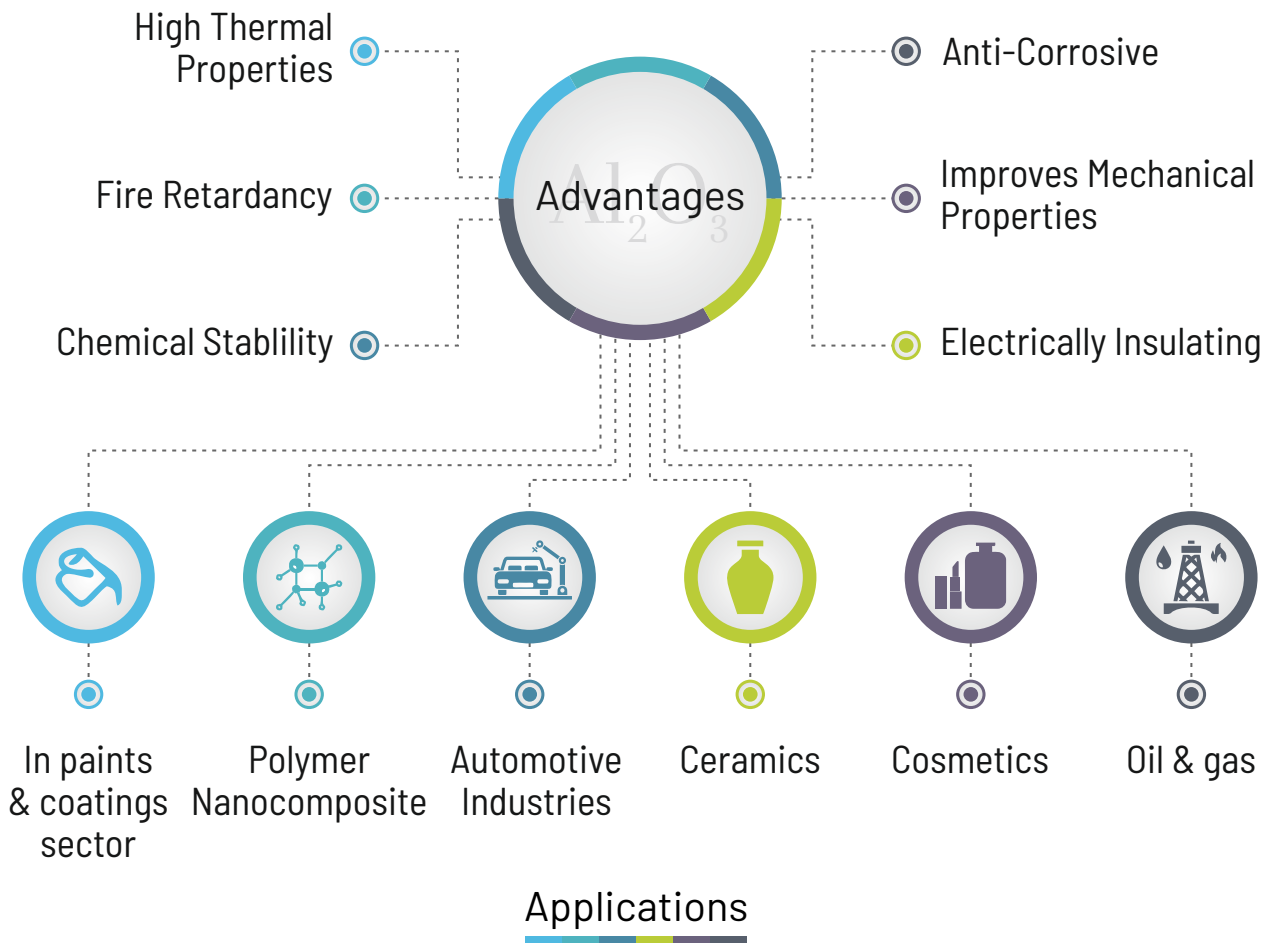 High Thermal
Properties
Fire Retardancy
Chemical Stablility
Al₂O₃
Advantages
Anti-Corrosive
Improves Mechanical
Properties
Electrically Insulating
In paints
& coatings
sector
Polymer
Nanocomposite
Automotive
Industries
Ceramics
Cosmetics
Oil & gas
Applications